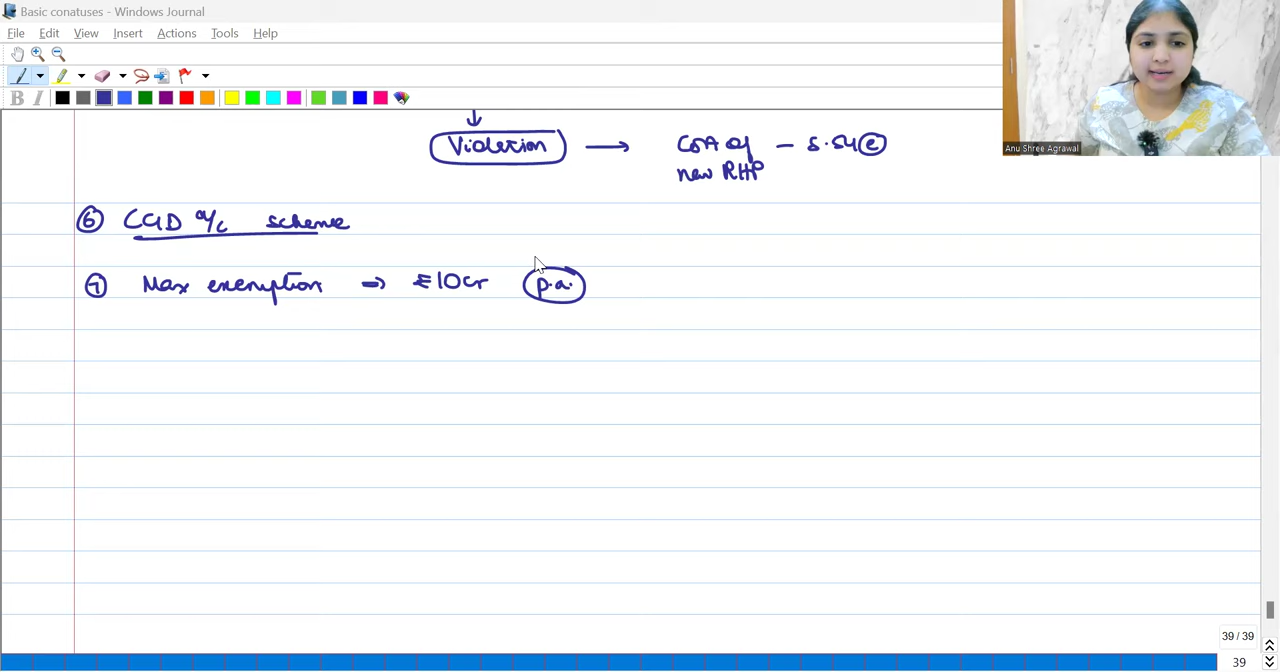 Basic conatuses - Windows Journal
File Edit View Insert Actions Tools Help
B I
Anu Shree Agrawal
↓
Violation → COA of - S.54(e)
new RHP
(6) CGD a/c scheme
(7) Max exemption ⇒ ₹10cr (p.a.)
39 / 39
39